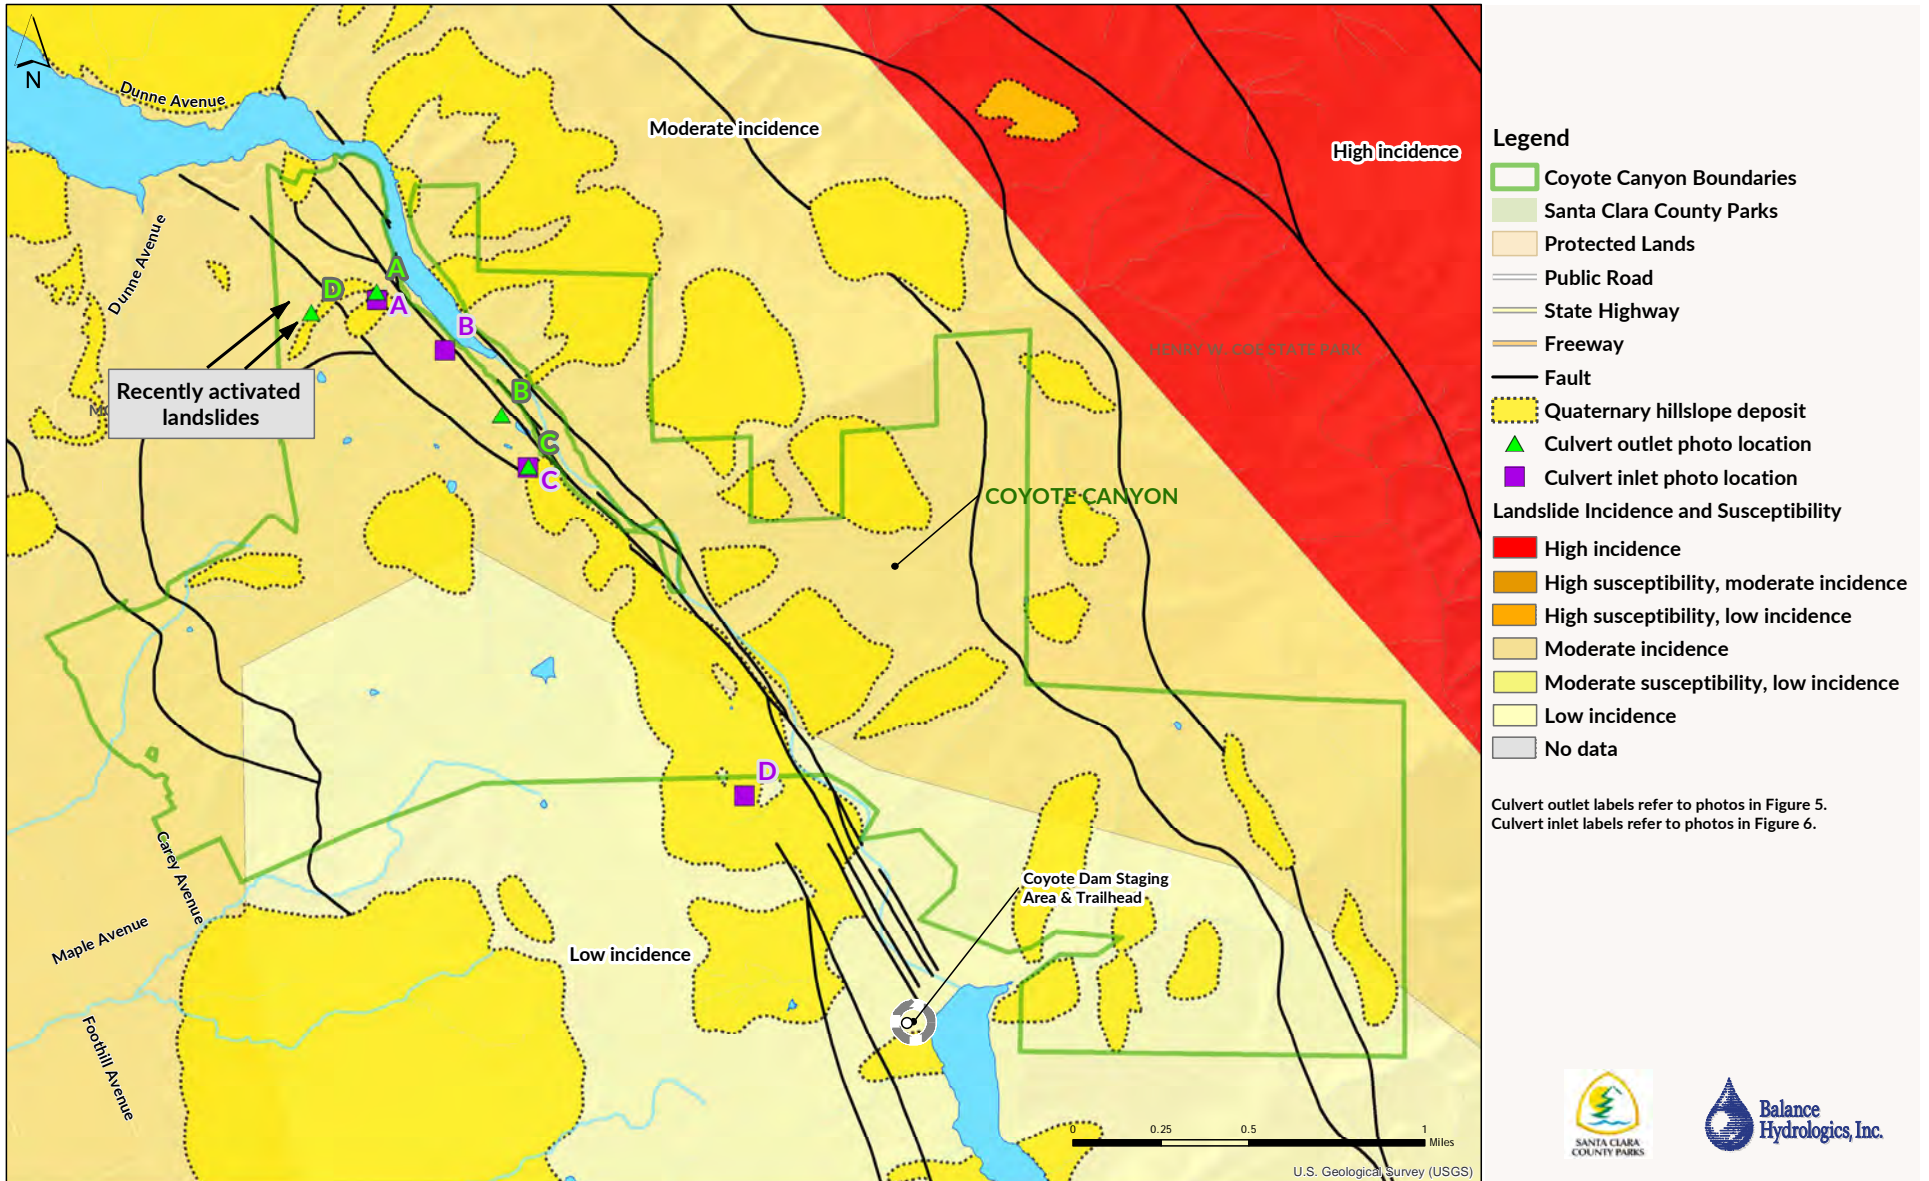 N
Dunne Avenue
Moderate incidence
High incidence
Dunne Avenue
A
D
A
B
HENRY W. COE STATE PARK
Recently activated
landslides
B
C
C
COYOTE CANYON
D
Carey Avenue
Maple Avenue
Foothill Avenue
Low incidence
Coyote Dam Staging
Area & Trailhead
0 0.25 0.5 1
Miles
U.S. Geological Survey (USGS)
Legend
Coyote Canyon Boundaries
Santa Clara County Parks
Protected Lands
Public Road
State Highway
Freeway
Fault
Quaternary hillslope deposit
Culvert outlet photo location
Culvert inlet photo location
Landslide Incidence and Susceptibility
High incidence
High susceptibility, moderate incidence
High susceptibility, low incidence
Moderate incidence
Moderate susceptibility, low incidence
Low incidence
No data
Culvert outlet labels refer to photos in Figure 5.
Culvert inlet labels refer to photos in Figure 6.
SANTA CLARA
COUNTY PARKS
Balance
Hydrologics, Inc.